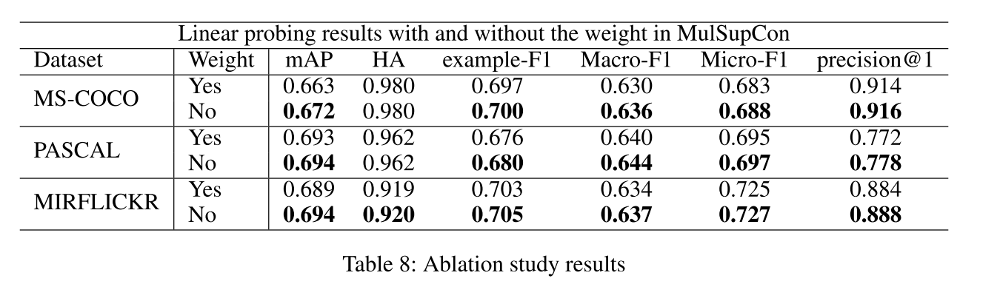 Linear probing results with and without the weight in MulSupCon
Dataset Weight mAP HA example-F1 Macro-F1 Micro-F1 precision@1
MS-COCO Yes 0.663 0.980 0.697 0.630 0.683 0.914
No 0.672 0.980 0.700 0.636 0.688 0.916
PASCAL Yes 0.693 0.962 0.676 0.640 0.695 0.772
No 0.694 0.962 0.680 0.644 0.697 0.778
MIRFLICKR Yes 0.689 0.919 0.703 0.634 0.725 0.884
No 0.694 0.920 0.705 0.637 0.727 0.888
Table 8: Ablation study results